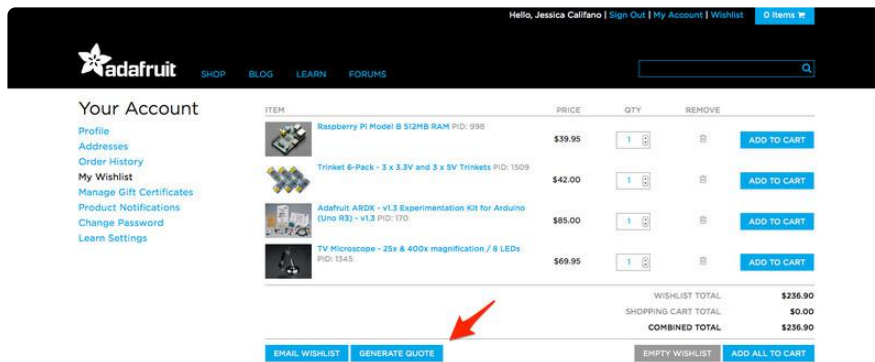 Hello, Jessica Califano | Sign Out | My Account | Wishlist 0 Items
adafruit SHOP BLOG LEARN FORUMS
Your Account
Profile
Addresses
Order History
My Wishlist
Manage Gift Certificates
Product Notifications
Change Password
Learn Settings
ITEM PRICE QTY REMOVE
Raspberry Pi Model B 512MB RAM PID: 998
$39.95 1 ADD TO CART
Trinket 6-Pack - 3 x 3.3V and 3 x 5V Trinkets PID: 1509
$42.00 1 ADD TO CART
Adafruit ARDX - v1.3 Experimentation Kit for Arduino
(Uno R3) - v1.3 PID: 170
$85.00 1 ADD TO CART
TV Microscope - 25x & 400x magnification / 8 LEDs
PID: 1345
$69.95 1 ADD TO CART
WISHLIST TOTAL $236.90
SHOPPING CART TOTAL $0.00
COMBINED TOTAL $236.90
EMAIL WISHLIST GENERATE QUOTE EMPTY WISHLIST ADD ALL TO CART